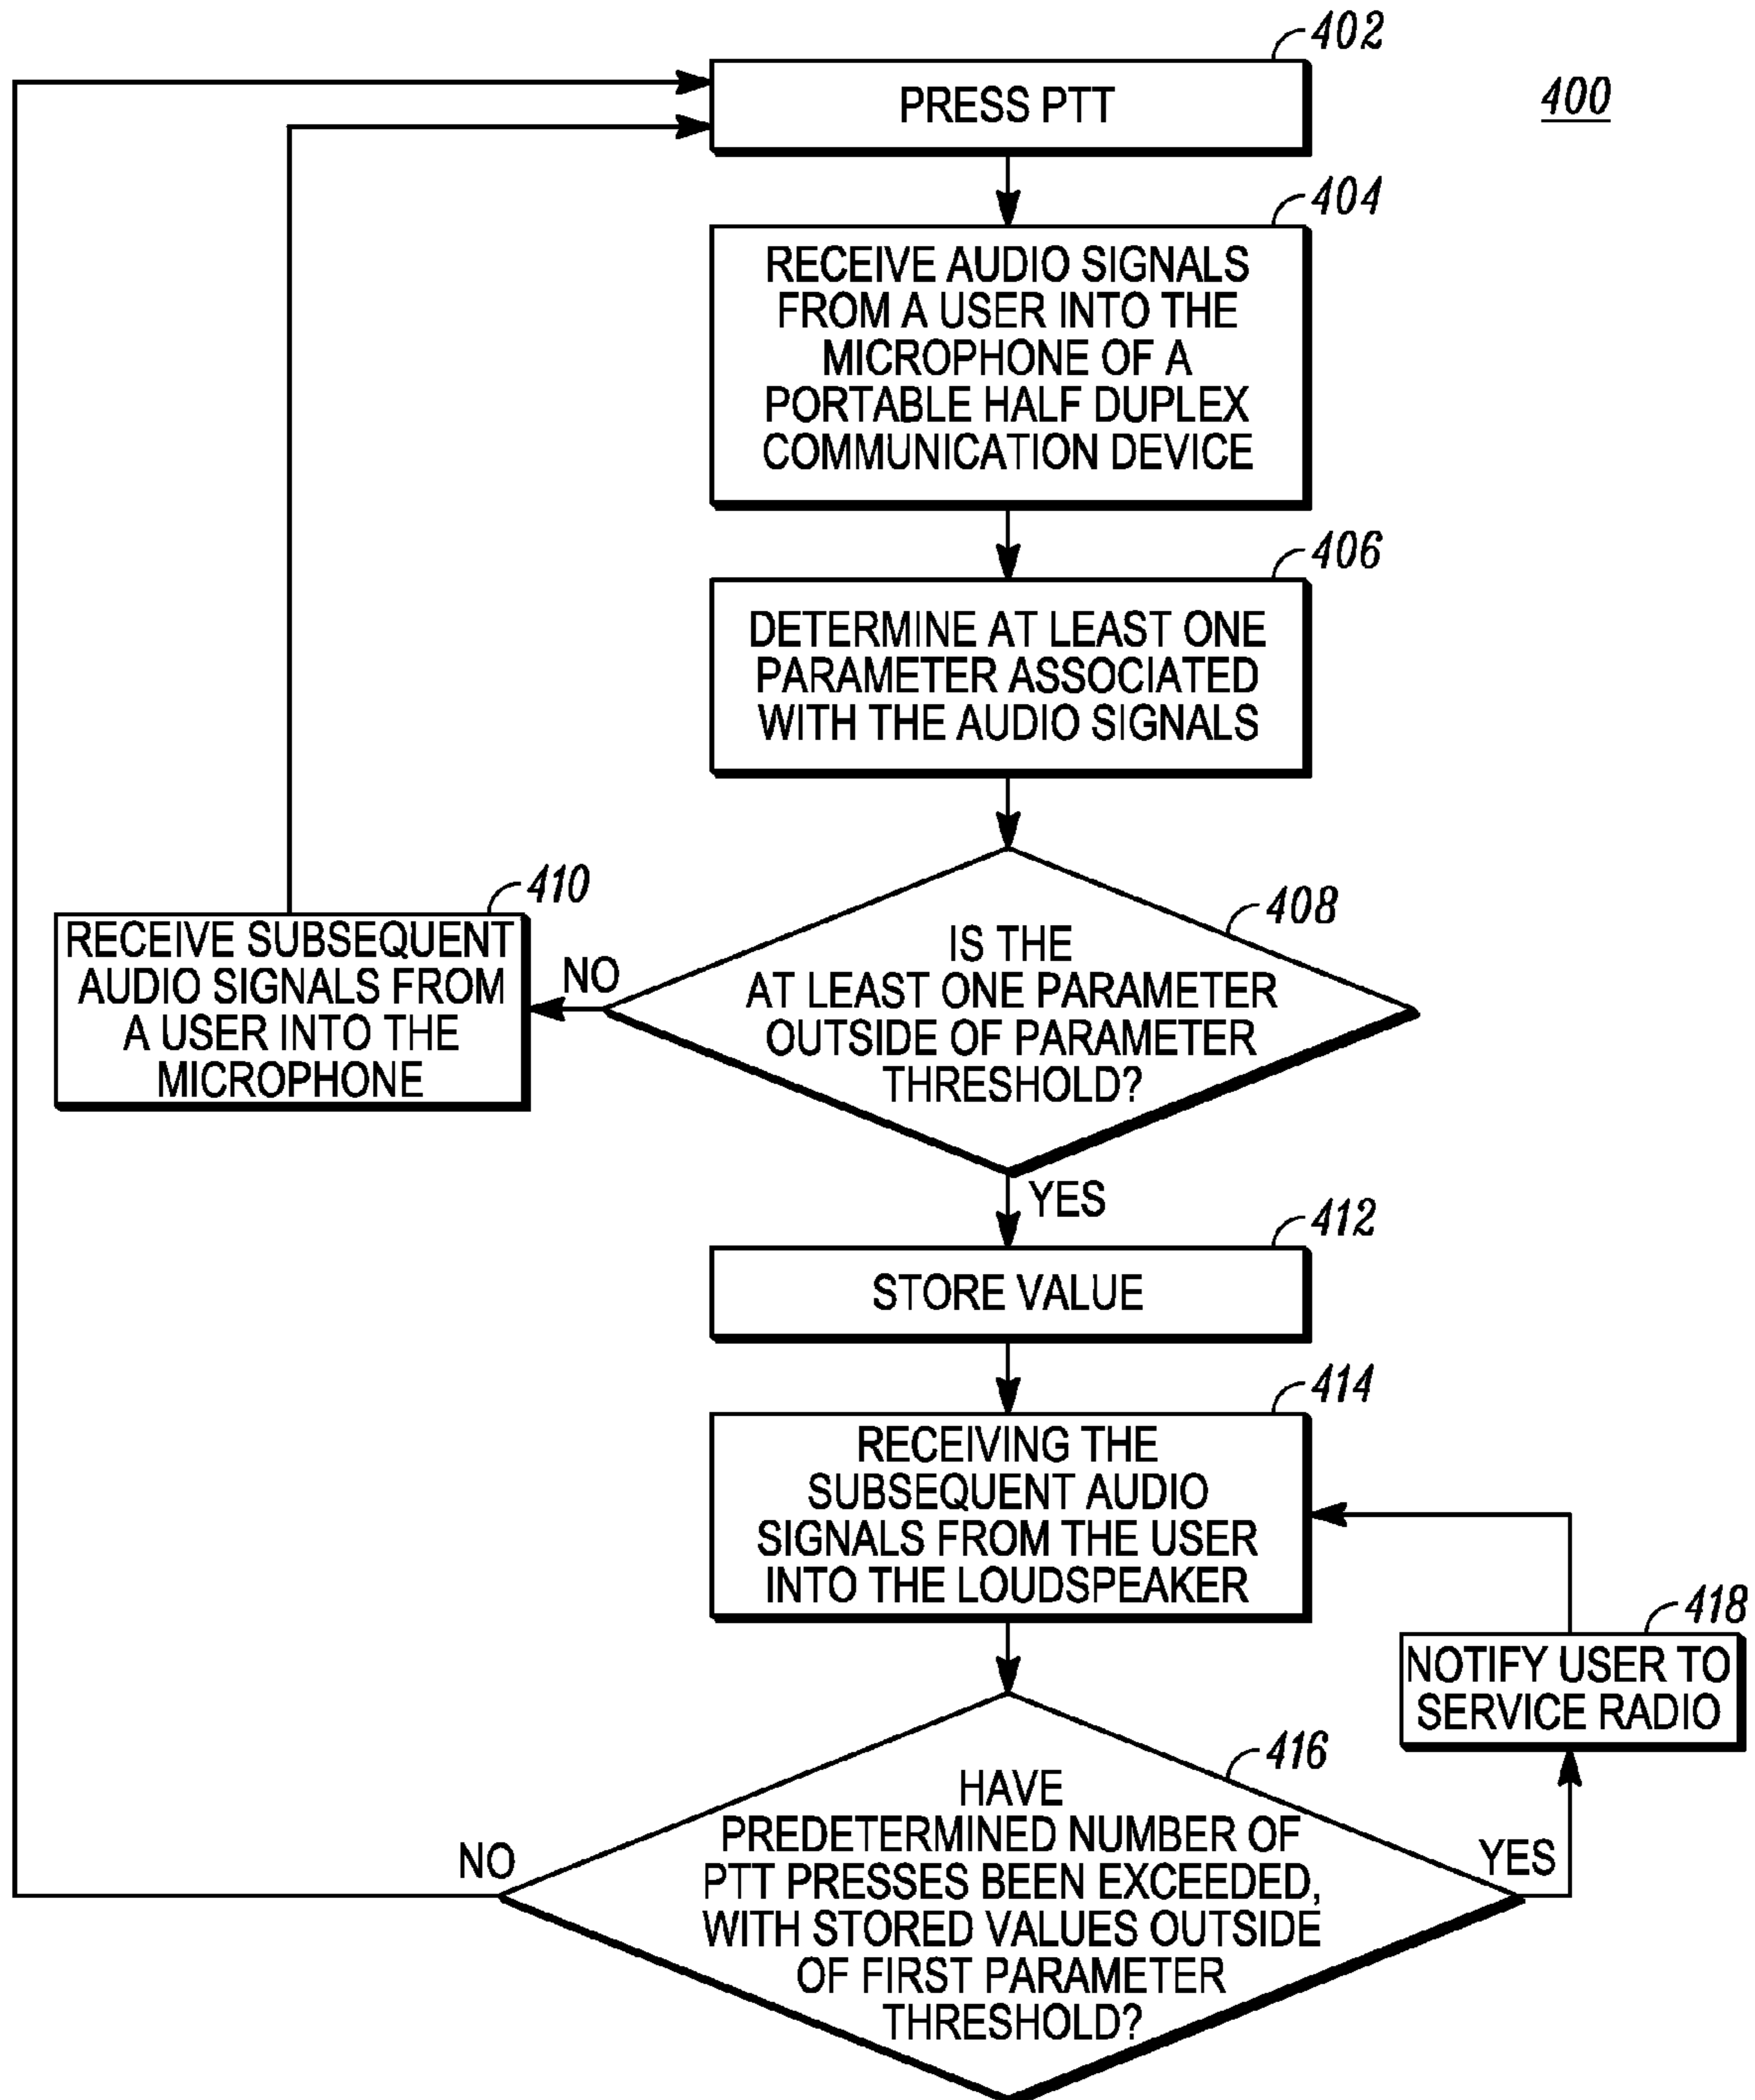 402
PRESS PTT
400
404
RECEIVE AUDIO SIGNALS
FROM A USER INTO THE
MICROPHONE OF A
PORTABLE HALF DUPLEX
COMMUNICATION DEVICE
406
DETERMINE AT LEAST ONE
PARAMETER ASSOCIATED
WITH THE AUDIO SIGNALS
408
IS THE
AT LEAST ONE PARAMETER
OUTSIDE OF PARAMETER
THRESHOLD?
NO
410
RECEIVE SUBSEQUENT
AUDIO SIGNALS FROM
A USER INTO THE
MICROPHONE
YES
412
STORE VALUE
414
RECEIVING THE
SUBSEQUENT AUDIO
SIGNALS FROM THE USER
INTO THE LOUDSPEAKER
416
HAVE
PREDETERMINED NUMBER OF
PTT PRESSES BEEN EXCEEDED,
WITH STORED VALUES OUTSIDE
OF FIRST PARAMETER
THRESHOLD?
NO
YES
418
NOTIFY USER TO
SERVICE RADIO